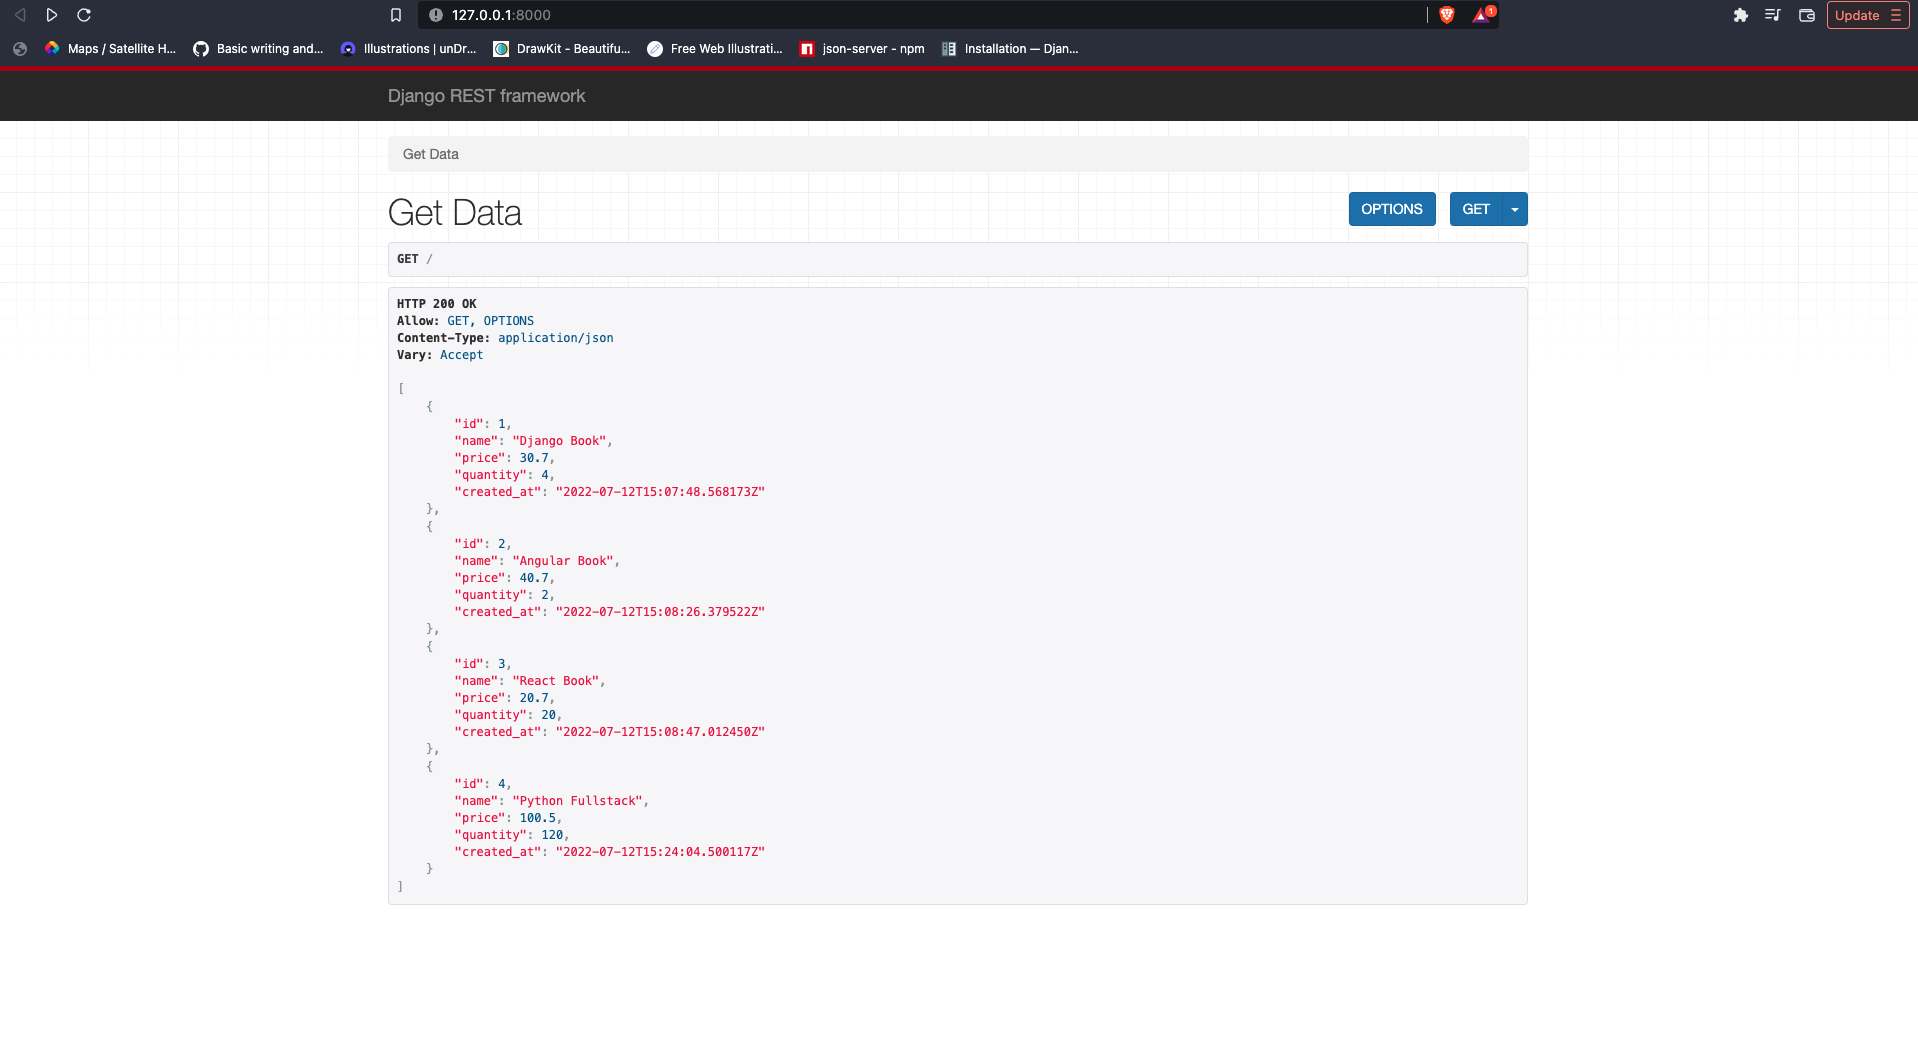 127.0.0.1:8000
1
Update
Maps / Satellite H...
Basic writing and...
Illustrations | unDr...
DrawKit - Beautifu...
Free Web Illustrati...
json-server - npm
Installation — Djan...
Django REST framework
Get Data
Get Data
OPTIONS
GET
GET /
HTTP 200 OK
Allow: GET, OPTIONS
Content-Type: application/json
Vary: Accept
[
    {
        "id": 1,
        "name": "Django Book",
        "price": 30.7,
        "quantity": 4,
        "created_at": "2022-07-12T15:07:48.568173Z"
    },
    {
        "id": 2,
        "name": "Angular Book",
        "price": 40.7,
        "quantity": 2,
        "created_at": "2022-07-12T15:08:26.379522Z"
    },
    {
        "id": 3,
        "name": "React Book",
        "price": 20.7,
        "quantity": 20,
        "created_at": "2022-07-12T15:08:47.012450Z"
    },
    {
        "id": 4,
        "name": "Python Fullstack",
        "price": 100.5,
        "quantity": 120,
        "created_at": "2022-07-12T15:24:04.500117Z"
    }
]